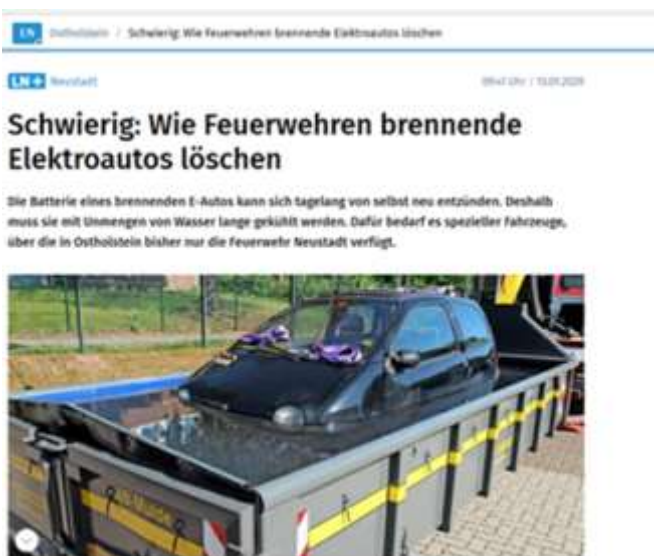 LN Ostholstein / Schwierig: Wie Feuerwehren brennende Elektroautos löschen
LN+ Neustadt
Schwierig: Wie Feuerwehren brennende
Elektroautos löschen
Die Batterie eines brennenden E-Autos kann sich tagelang von selbst neu entzünden. Deshalb
muss sie mit Unmengen von Wasser lange gekühlt werden. Dafür bedarf es spezieller Fahrzeuge,
über die in Ostholstein bisher nur die Feuerwehr Neustadt verfügt.